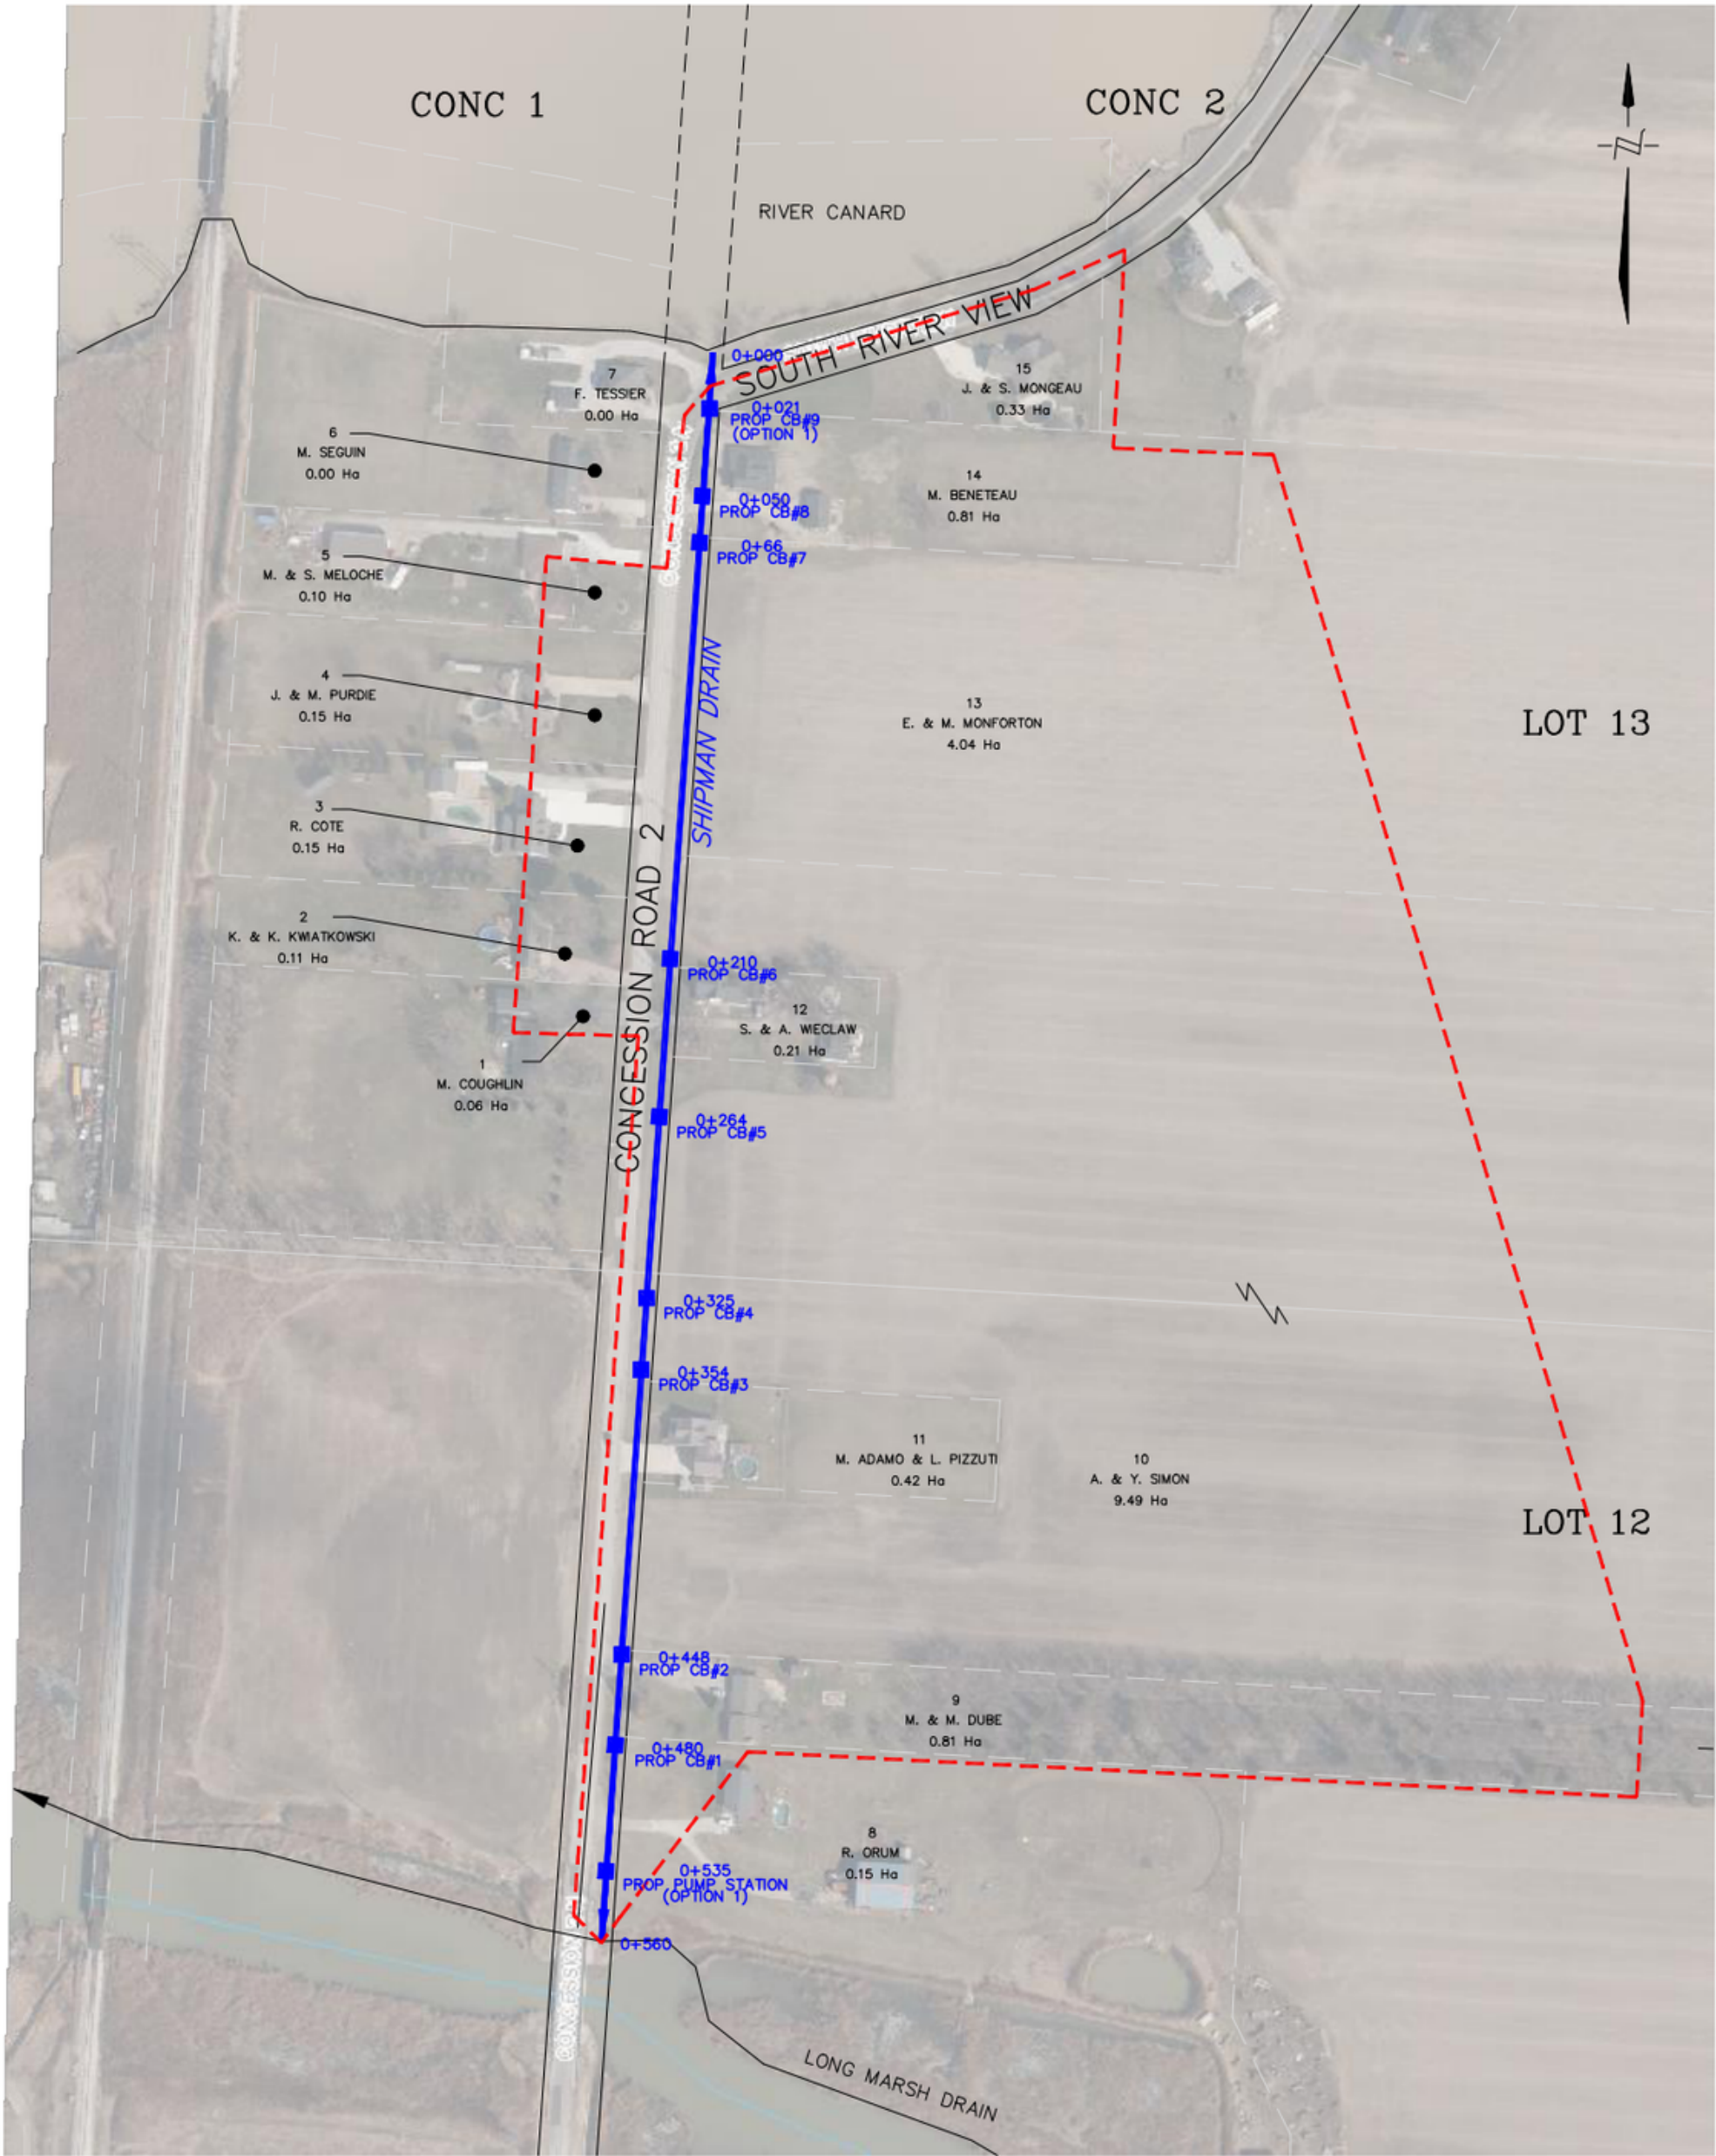 CONC 1
CONC 2
RIVER CANARD
SOUTH RIVER VIEW
0+000
0+021
PROP CB#9
(OPTION 1)
7
F. TESSIER
0.00 Ha
15
J. & S. MONGEAU
0.33 Ha
6
M. SEGUIN
0.00 Ha
14
M. BENETEAU
0.81 Ha
0+050
PROP CB#8
0+66
PROP CB#7
5
M. & S. MELOCHE
0.10 Ha
4
J. & M. PURDIE
0.15 Ha
SHIPMAN DRAIN
13
E. & M. MONFORTON
4.04 Ha
LOT 13
3
R. COTE
0.15 Ha
CONCESSION ROAD 2
2
K. & K. KWIATKOWSKI
0.11 Ha
0+210
PROP CB#6
12
S. & A. WIECLAW
0.21 Ha
1
M. COUGHLIN
0.06 Ha
0+264
PROP CB#5
0+325
PROP CB#4
0+354
PROP CB#3
11
M. ADAMO & L. PIZZUTI
0.42 Ha
10
A. & Y. SIMON
9.49 Ha
LOT 12
0+448
PROP CB#2
9
M. & M. DUBE
0.81 Ha
0+480
PROP CB#1
8
R. ORUM
0.15 Ha
0+535
PROP PUMP STATION
(OPTION 1)
0+560
LONG MARSH DRAIN